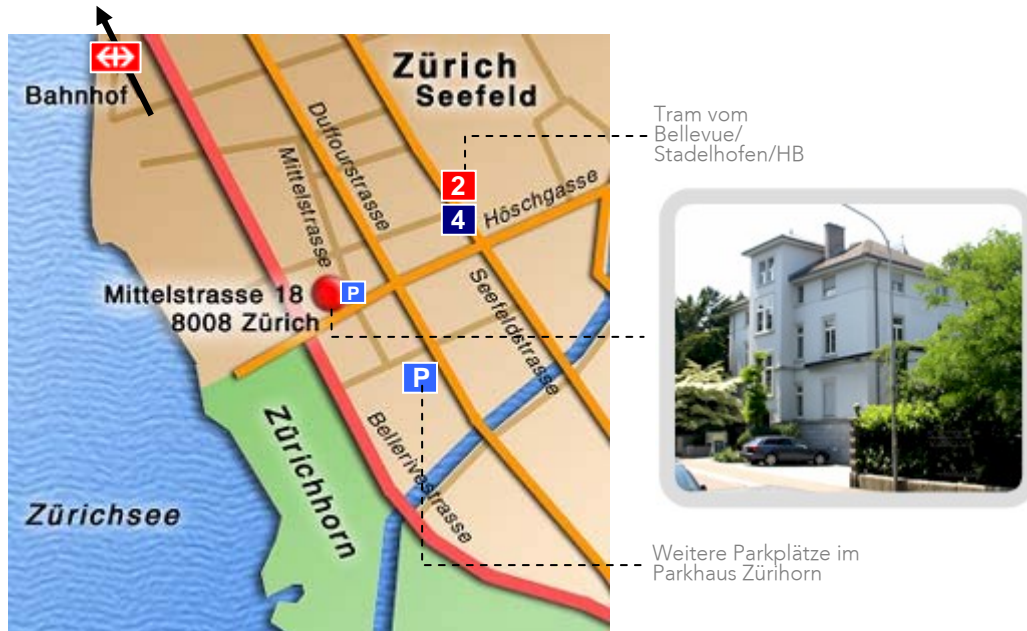 Bahnhof
Zürich
Seefeld
Duffourstrasse
Mittelstrasse
2
4
Höschgasse
Tram vom
Bellevue/
Stadelhofen/HB
Mittelstrasse 18
8008 Zürich
P
Seefeldstrasse
P
Zürichhorn
Bellerivestrasse
Zürichsee
Weitere Parkplätze im
Parkhaus Zürihorn